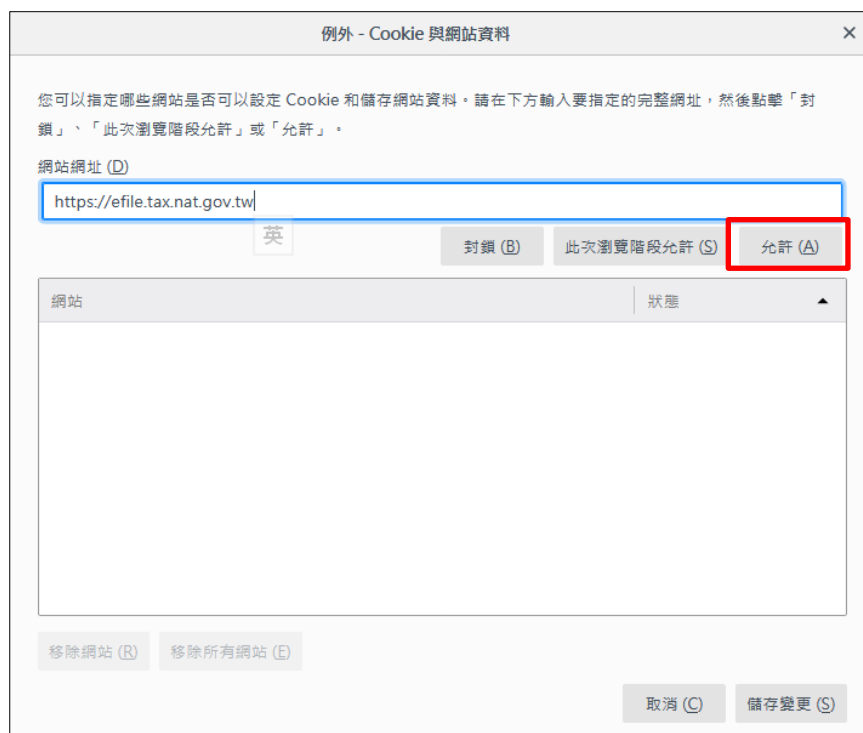 例外 - Cookie 與網站資料
您可以指定哪些網站是否可以設定 Cookie 和儲存網站資料。請在下方輸入要指定的完整網址，然後點擊「封
鎖」、「此次瀏覽階段允許」或「允許」。
網站網址 (D)
https://efile.tax.nat.gov.tw
英
封鎖 (B) 此次瀏覽階段允許 (S) 允許 (A)
網站 狀態
移除網站 (R) 移除所有網站 (E)
取消 (C) 儲存變更 (S)